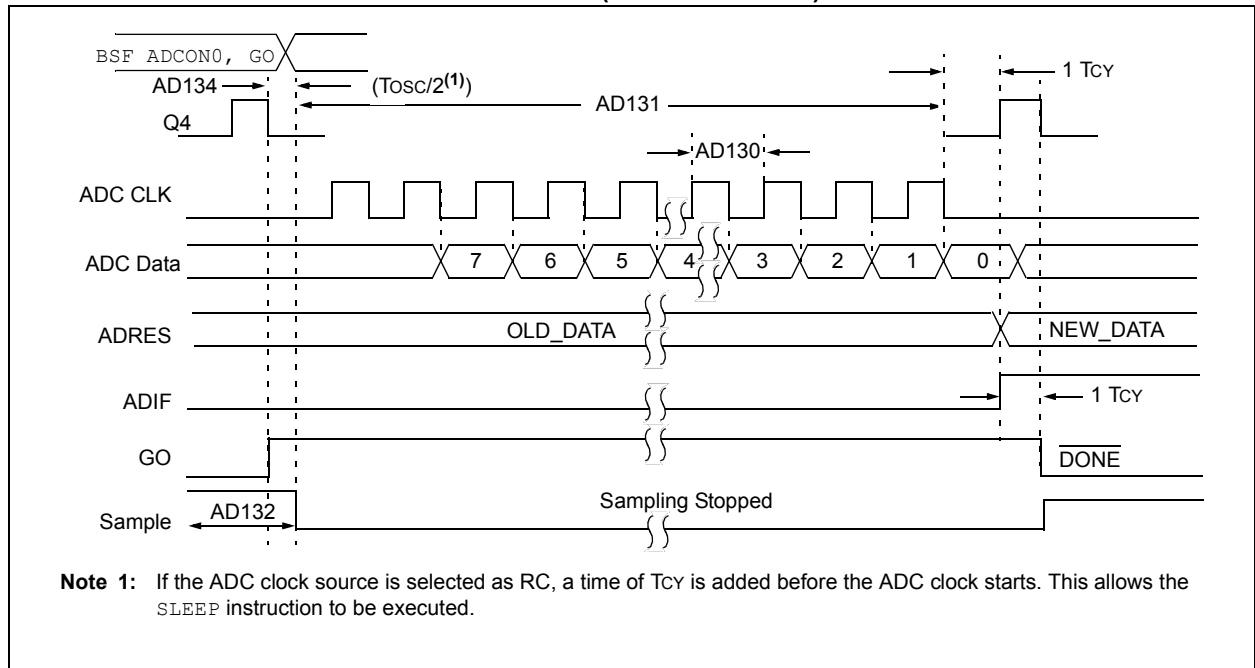 BSF ADCON0, GO
AD134 (TOSC/2(1)) 1 TCY
Q4 AD131
AD130
ADC CLK
ADC Data 7 6 5 4 3 2 1 0
ADRES OLD_DATA NEW_DATA
ADIF 1 TCY
GO DONE
Sample AD132 Sampling Stopped
Note 1: If the ADC clock source is selected as RC, a time of TCY is added before the ADC clock starts. This allows the
SLEEP instruction to be executed.